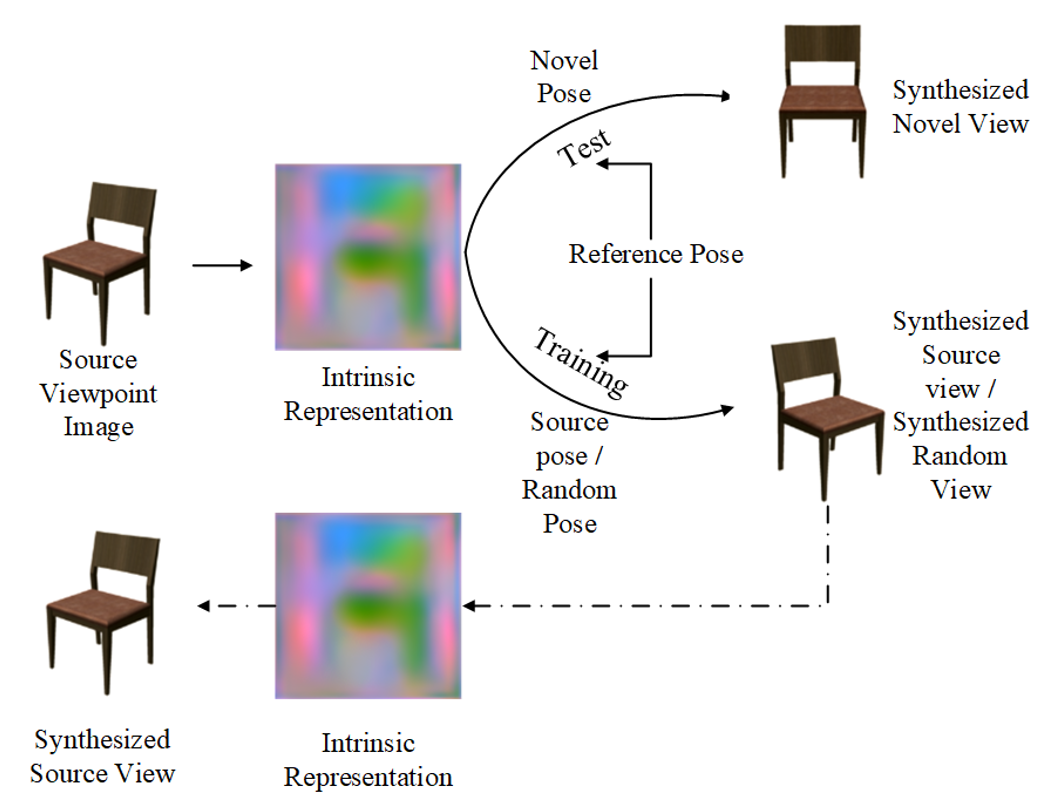 Novel
Pose
Synthesized
Novel View
Test
Reference Pose
Source
Viewpoint
Image
Intrinsic
Representation
Training
Synthesized
Source
view /
Synthesized
Random
View
Source
pose /
Random
Pose
Synthesized
Source View
Intrinsic
Representation